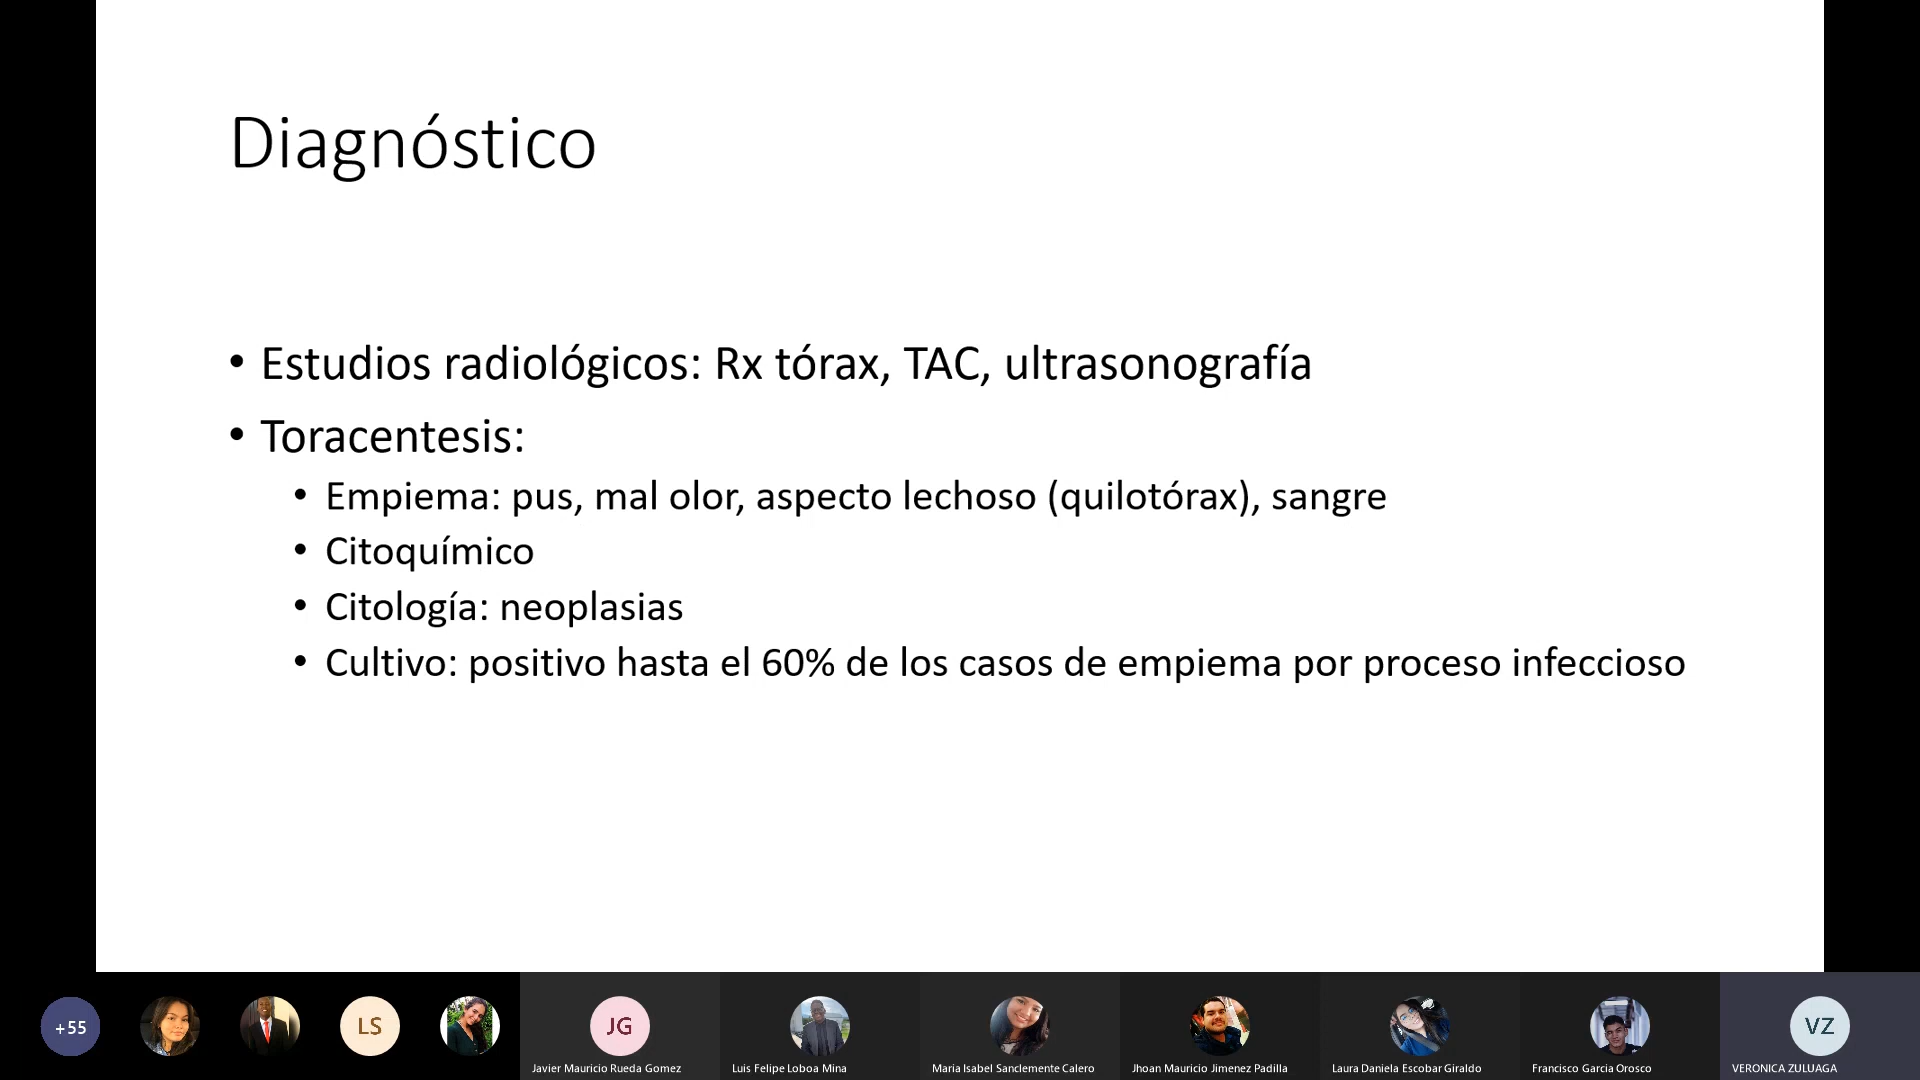 Diagnóstico
• Estudios radiológicos: Rx tórax, TAC, ultrasonografía
• Toracentesis:
• Empiema: pus, mal olor, aspecto lechoso (quilotórax), sangre
• Citoquímico
• Citología: neoplasias
• Cultivo: positivo hasta el 60% de los casos de empiema por proceso infeccioso
+55
LS
JG
VZ
Javier Mauricio Rueda Gomez
Luis Felipe Loboa Mina
Maria Isabel Sanclemente Calero
Jhoan Mauricio Jimenez Padilla
Laura Daniela Escobar Giraldo
Francisco Garcia Orosco
VERONICA ZULUAGA